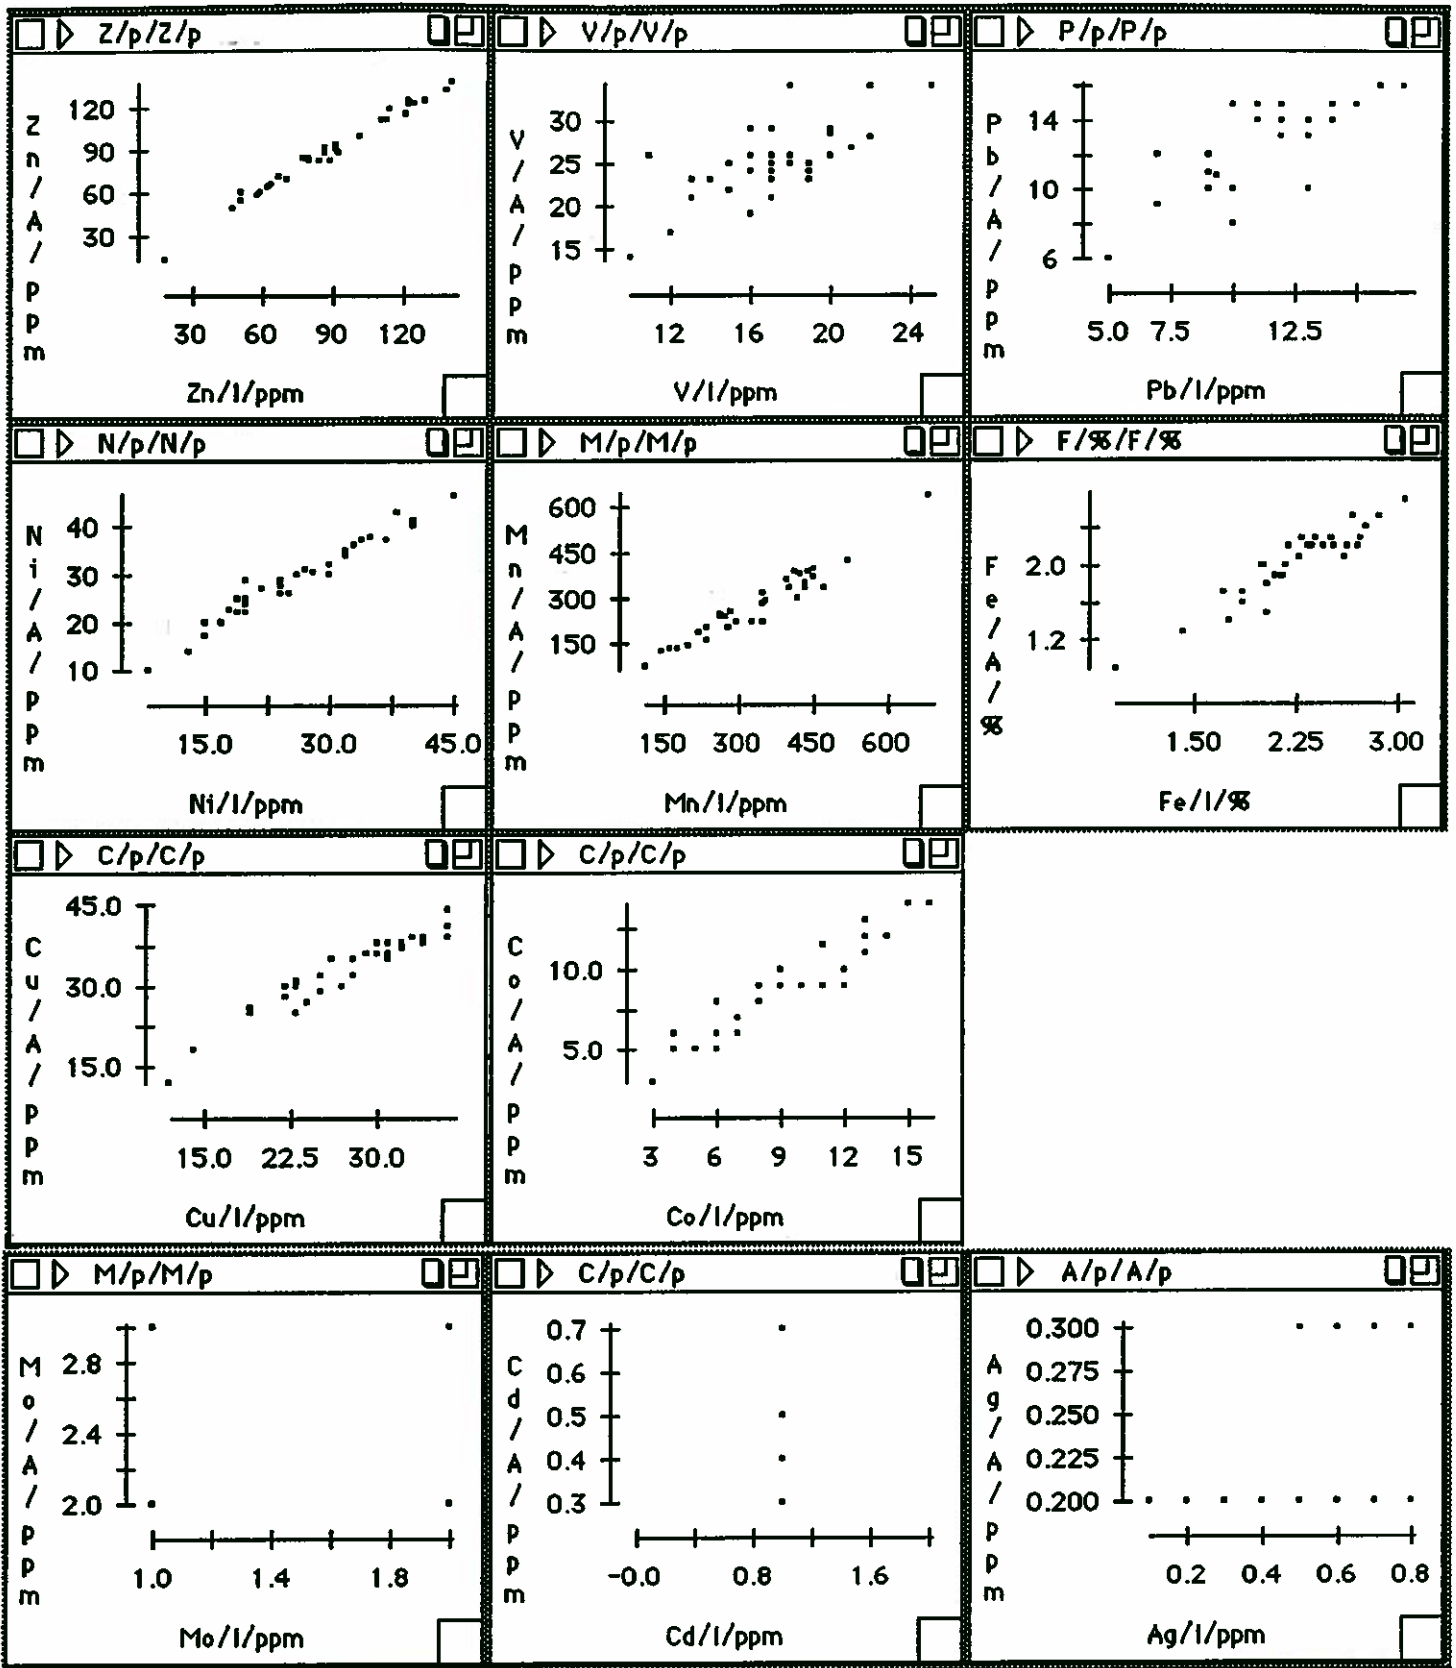 Z/p/Z/p
Zn/A/ppm
120
90
60
30
30 60 90 120
Zn/l/ppm
V/p/V/p
V/A/ppm
30
25
20
15
12 16 20 24
V/l/ppm
P/p/P/p
Pb/A/ppm
14
10
6
5.0 7.5 12.5
Pb/l/ppm
N/p/N/p
Ni/A/ppm
40
30
20
10
15.0 30.0 45.0
Ni/l/ppm
M/p/M/p
Mn/A/ppm
600
450
300
150
150 300 450 600
Mn/l/ppm
F/%/F/%
Fe/A/%
2.0
1.2
1.50 2.25 3.00
Fe/l/%
C/p/C/p
Cu/A/ppm
45.0
30.0
15.0
15.0 22.5 30.0
Cu/l/ppm
C/p/C/p
Co/A/ppm
10.0
5.0
3 6 9 12 15
Co/l/ppm
M/p/M/p
Mo/A/ppm
2.8
2.4
2.0
1.0 1.4 1.8
Mo/l/ppm
C/p/C/p
Cd/A/ppm
0.7
0.6
0.5
0.4
0.3
-0.0 0.8 1.6
Cd/l/ppm
A/p/A/p
Ag/A/ppm
0.300
0.275
0.250
0.225
0.200
0.2 0.4 0.6 0.8
Ag/l/ppm